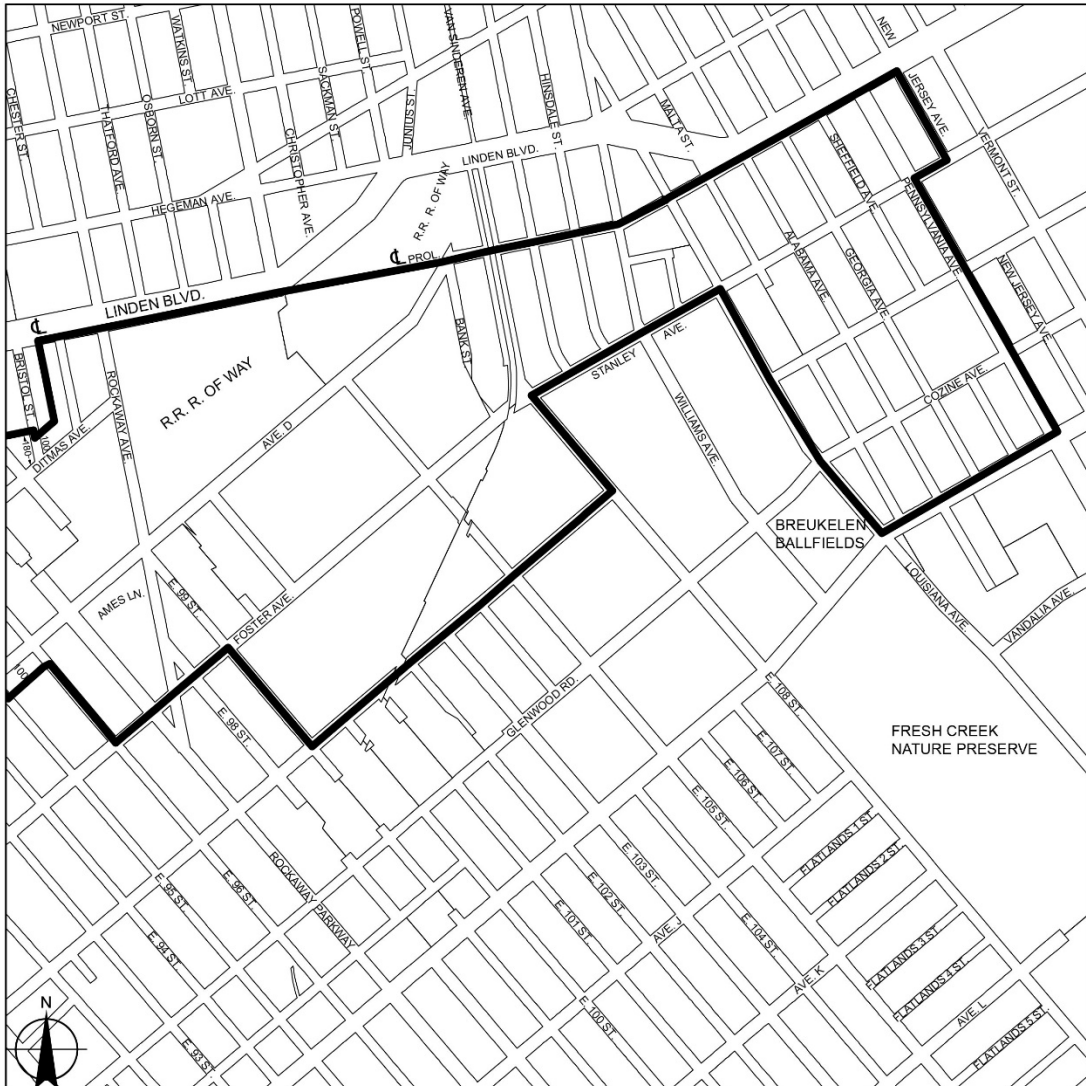 NEWPORT ST.
WATKINS ST.
POWELL ST.
VAN SINDEREN AVE.
NEW
JERSEY AVE.
CHESTER ST.
THATFORD AVE.
OSBORN ST.
LOTT AVE.
SACKMAN ST.
JUNIUS ST.
HINSDALE ST.
MALTA ST.
CHRISTOPHER AVE.
LINDEN BLVD.
HEGEMAN AVE.
R.R. R. OF WAY
SHEFFIELD AVE.
PENNSYLVANIA AVE.
VERMONT ST.
℄ PROL.
ALABAMA AVE.
GEORGIA AVE.
NEW JERSEY AVE.
℄
LINDEN BLVD.
BRISTOL ST.
ROCKAWAY AVE.
R.R. R. OF WAY
BANK ST.
STANLEY AVE.
COZINE AVE.
180
100
DITMAS AVE.
AVE. D
WILLIAMS AVE.
BREUKELEN
BALLFIELDS
AMES LN.
E. 99 ST.
FOSTER AVE.
LOUISIANA AVE.
VANDALIA AVE.
100
E. 98 ST.
GLENWOOD RD.
E. 108 ST.
E. 107 ST.
E. 106 ST.
E. 105 ST.
FRESH CREEK
NATURE PRESERVE
FLATLANDS 1 ST.
FLATLANDS 2 ST.
E. 103 ST.
E. 102 ST.
E. 101 ST.
ROCKAWAY PARKWAY
E. 96 ST.
E. 95 ST.
E. 94 ST.
AVE. J
E. 104 ST.
AVE. K
FLATLANDS 3 ST.
FLATLANDS 4 ST.
AVE. L
FLATLANDS 5 ST.
E. 100 ST.
E. 93 ST.
N